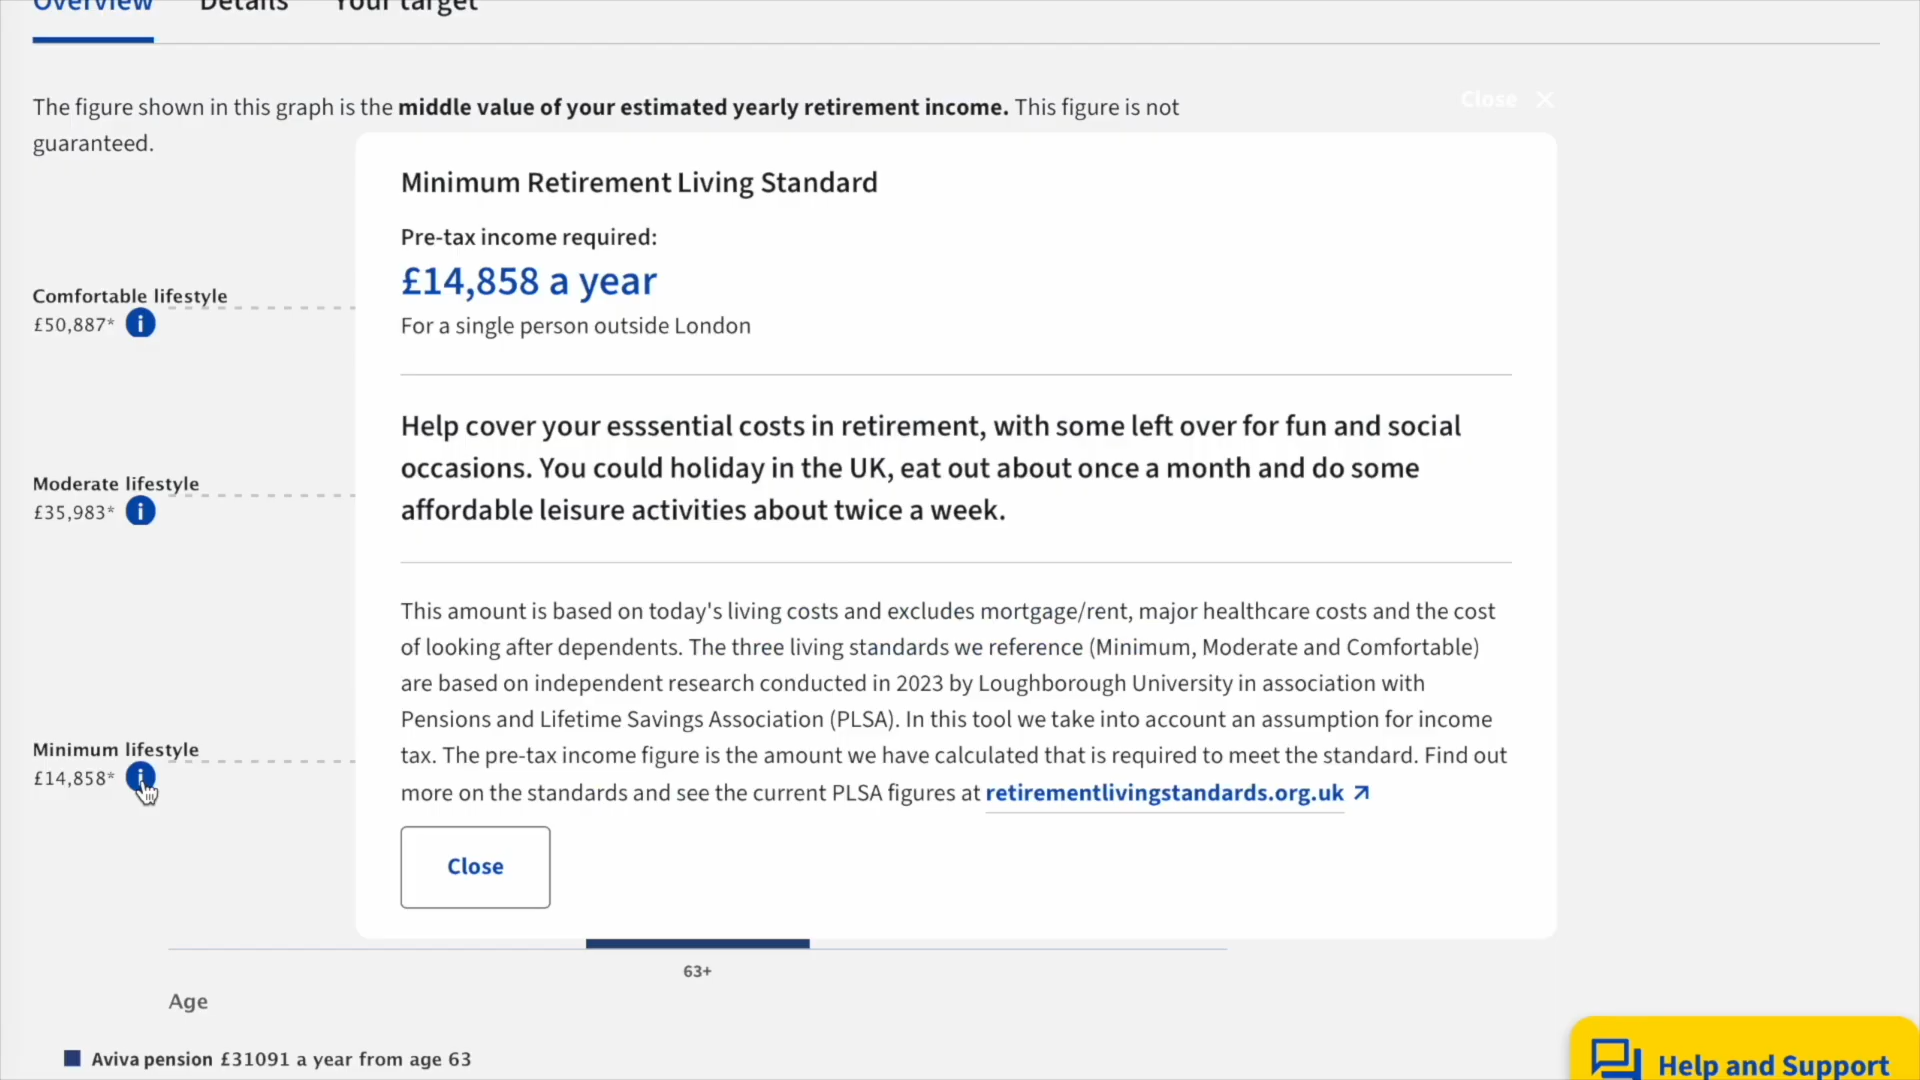 Overview Details Your target
The figure shown in this graph is the middle value of your estimated yearly retirement income. This figure is not
guaranteed.
Close ×
Minimum Retirement Living Standard
Pre-tax income required:
£14,858 a year
For a single person outside London
Comfortable lifestyle
£50,887* i
Help cover your esssential costs in retirement, with some left over for fun and social
occasions. You could holiday in the UK, eat out about once a month and do some
affordable leisure activities about twice a week.
Moderate lifestyle
£35,983* i
This amount is based on today's living costs and excludes mortgage/rent, major healthcare costs and the cost
of looking after dependents. The three living standards we reference (Minimum, Moderate and Comfortable)
are based on independent research conducted in 2023 by Loughborough University in association with
Pensions and Lifetime Savings Association (PLSA). In this tool we take into account an assumption for income
tax. The pre-tax income figure is the amount we have calculated that is required to meet the standard. Find out
more on the standards and see the current PLSA figures at retirementlivingstandards.org.uk
Minimum lifestyle
£14,858* i
Close
63+
Age
Aviva pension £31091 a year from age 63
Help and Support